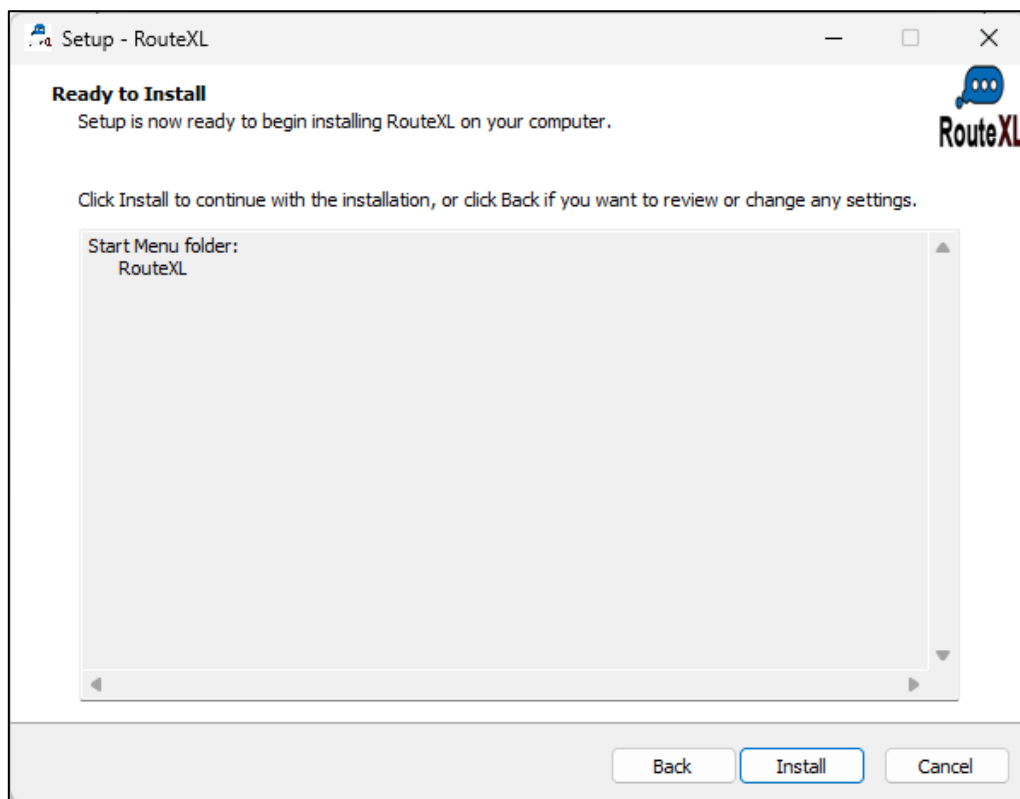 Setup - RouteXL
Ready to Install
Setup is now ready to begin installing RouteXL on your computer.
RouteXL
Click Install to continue with the installation, or click Back if you want to review or change any settings.
Start Menu folder:
RouteXL
Back Install Cancel